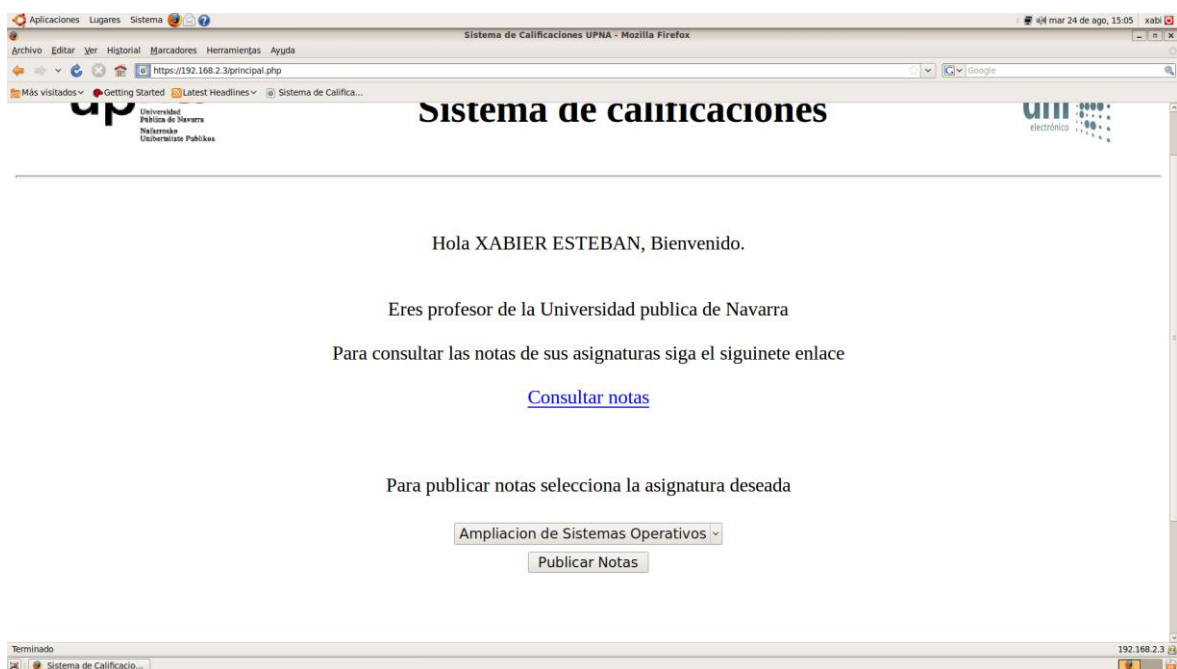 Aplicaciones Lugares Sistema mar 24 de ago, 15:05 xabi
Sistema de Calificaciones UPNA - Mozilla Firefox
Archivo Editar Ver Historial Marcadores Herramientas Ayuda
https://192.168.2.3/principal.php Google
Más visitados Getting Started Latest Headlines Sistema de Califica...
up Sistema de calificaciones dni
Universidad
Pública de Navarra
Nafarroako
Unibertsitate Publikoa
electrónico
Hola XABIER ESTEBAN, Bienvenido.
Eres profesor de la Universidad publica de Navarra
Para consultar las notas de sus asignaturas siga el siguinete enlace
Consultar notas
Para publicar notas selecciona la asignatura deseada
Ampliacion de Sistemas Operativos
Publicar Notas
Terminado 192.168.2.3
Sistema de Calificacio...